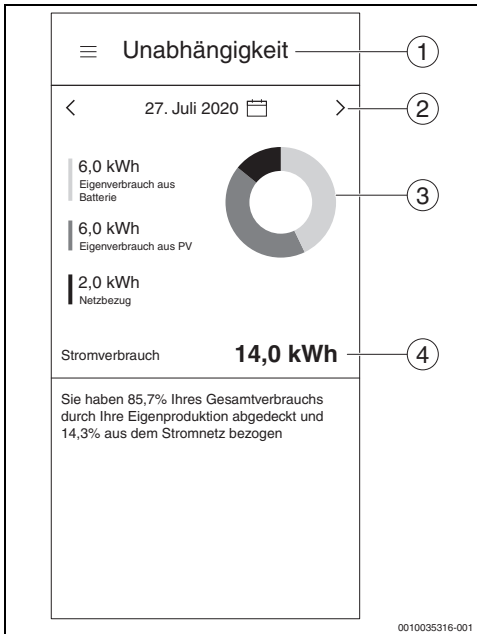 Unabhängigkeit
1
27. Juli 2020
2
6,0 kWh
Eigenverbrauch aus
Batterie
3
6,0 kWh
Eigenverbrauch aus PV
2,0 kWh
Netzbezug
Stromverbrauch 14,0 kWh
4
Sie haben 85,7% Ihres Gesamtverbrauchs
durch Ihre Eigenproduktion abgedeckt und
14,3% aus dem Stromnetz bezogen
0010035316-001